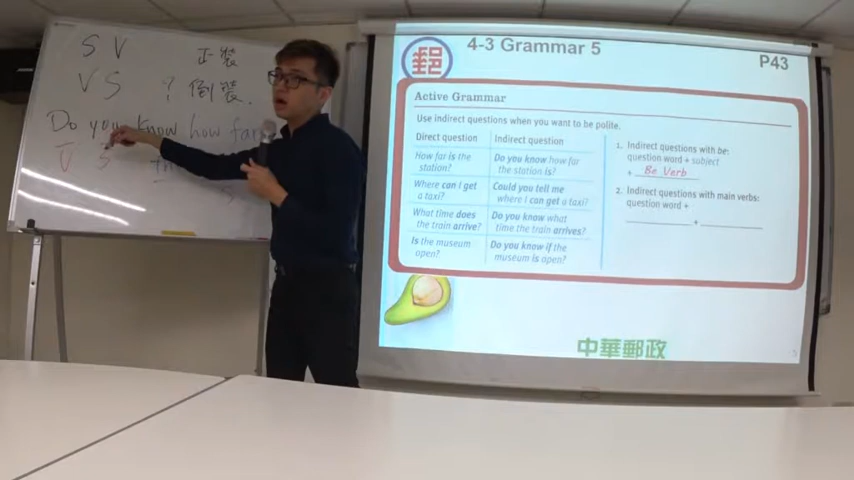 S V 正裝
V S ? 倒裝
Do you know how far
V S
郵
4-3 Grammar 5
P43
Active Grammar
Use indirect questions when you want to be polite.
Direct question
Indirect question
How far is the station?
Do you know how far the station is?
Where can I get a taxi?
Could you tell me where I can get a taxi?
What time does the train arrive?
Do you know what time the train arrives?
Is the museum open?
Do you know if the museum is open?
1. Indirect questions with be:
question word + subject
+ Be Verb
2. Indirect questions with main verbs:
question word +
+
中華郵政